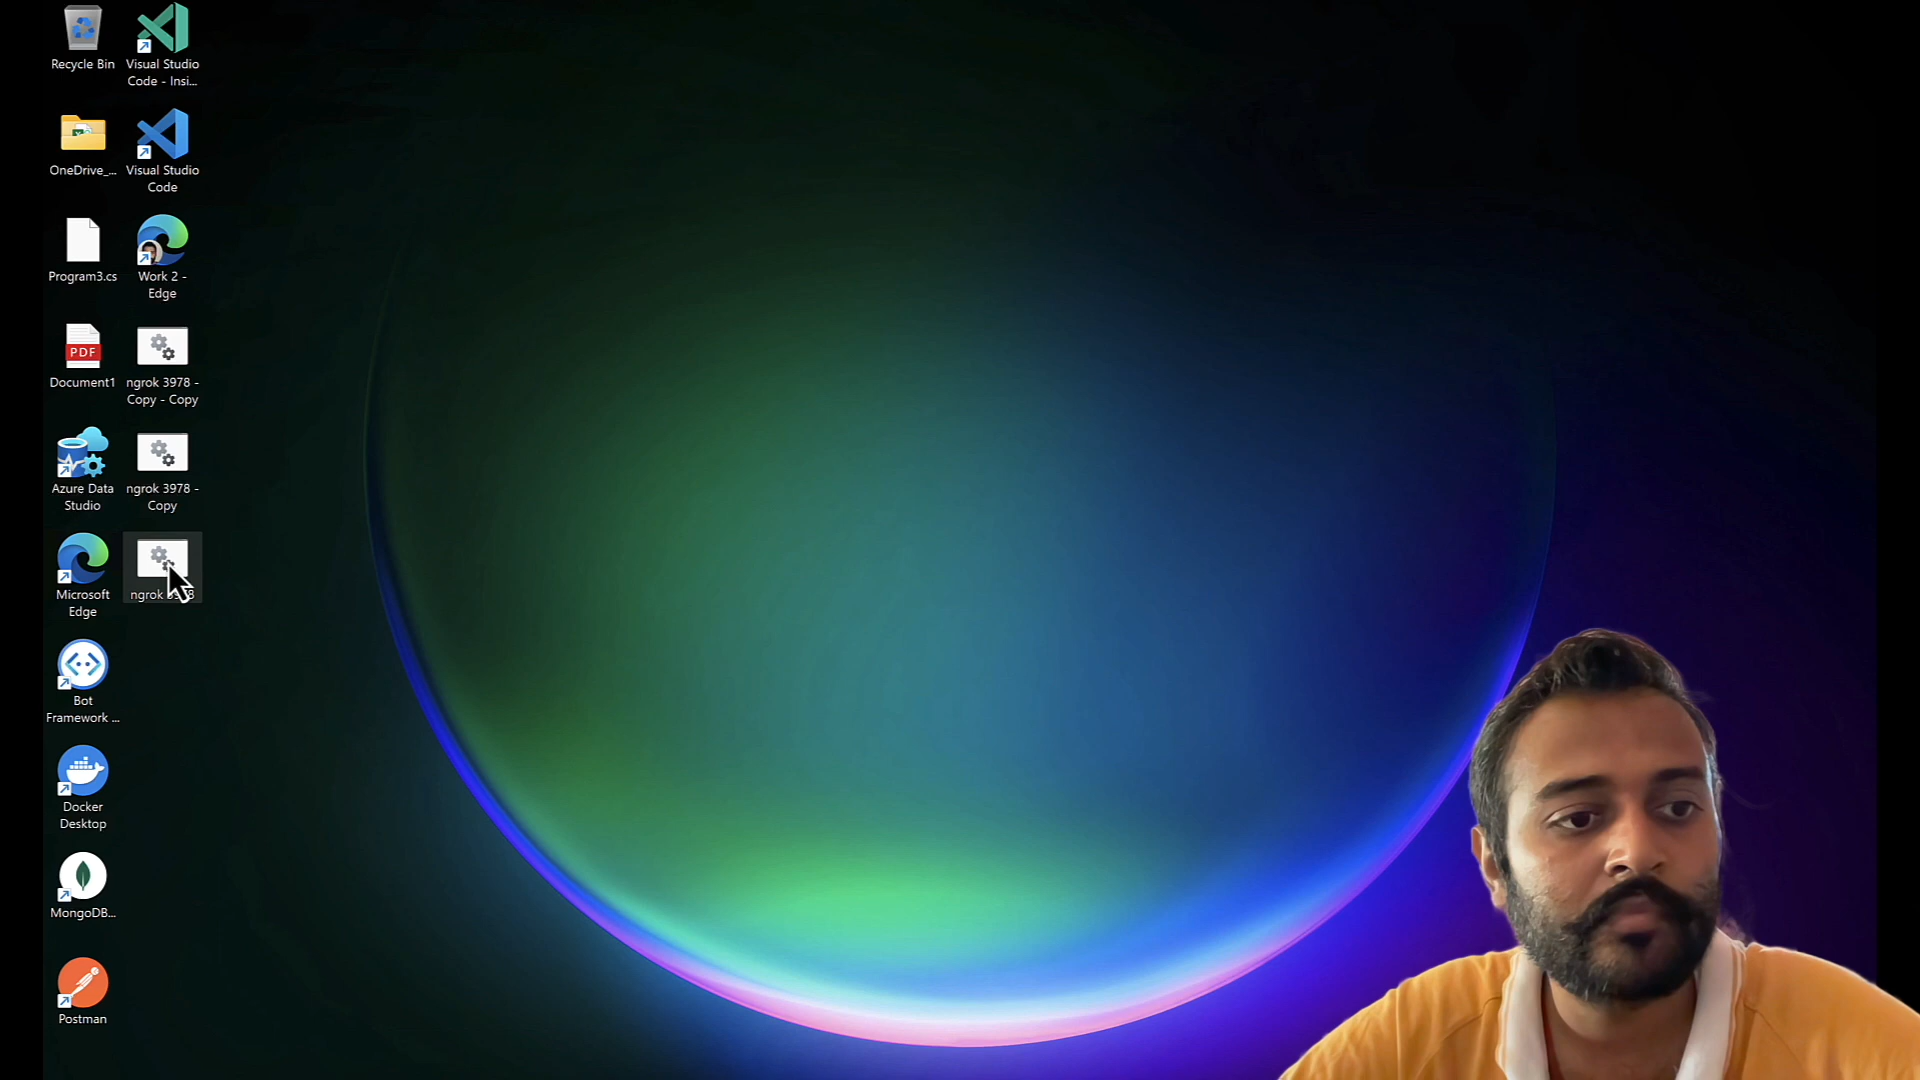 Recycle Bin
Visual Studio
Code - Insi...
OneDrive_...
Visual Studio
Code
Program3.cs
Work 2 -
Edge
PDF
Document1
ngrok 3978 -
Copy - Copy
Azure Data
Studio
ngrok 3978 -
Copy
Microsoft
Edge
ngrok
Bot
Framework ...
Docker
Desktop
MongoDB...
Postman